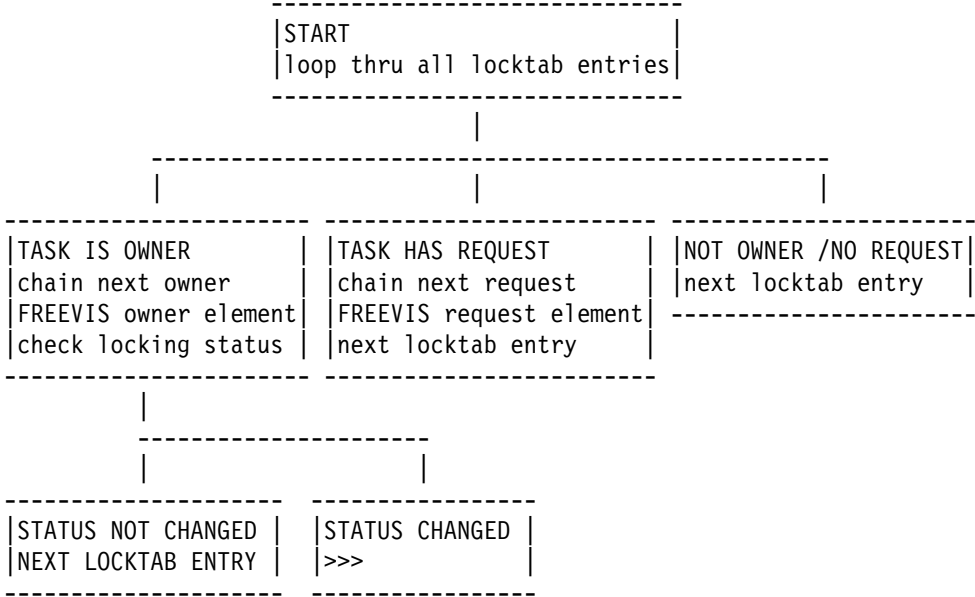 START
loop thru all locktab entries
TASK IS OWNER
chain next owner
FREEVIS owner element
check locking status
TASK HAS REQUEST
chain next request
FREEVIS request element
next locktab entry
NOT OWNER /NO REQUEST
next locktab entry
STATUS NOT CHANGED
NEXT LOCKTAB ENTRY
STATUS CHANGED
>>>